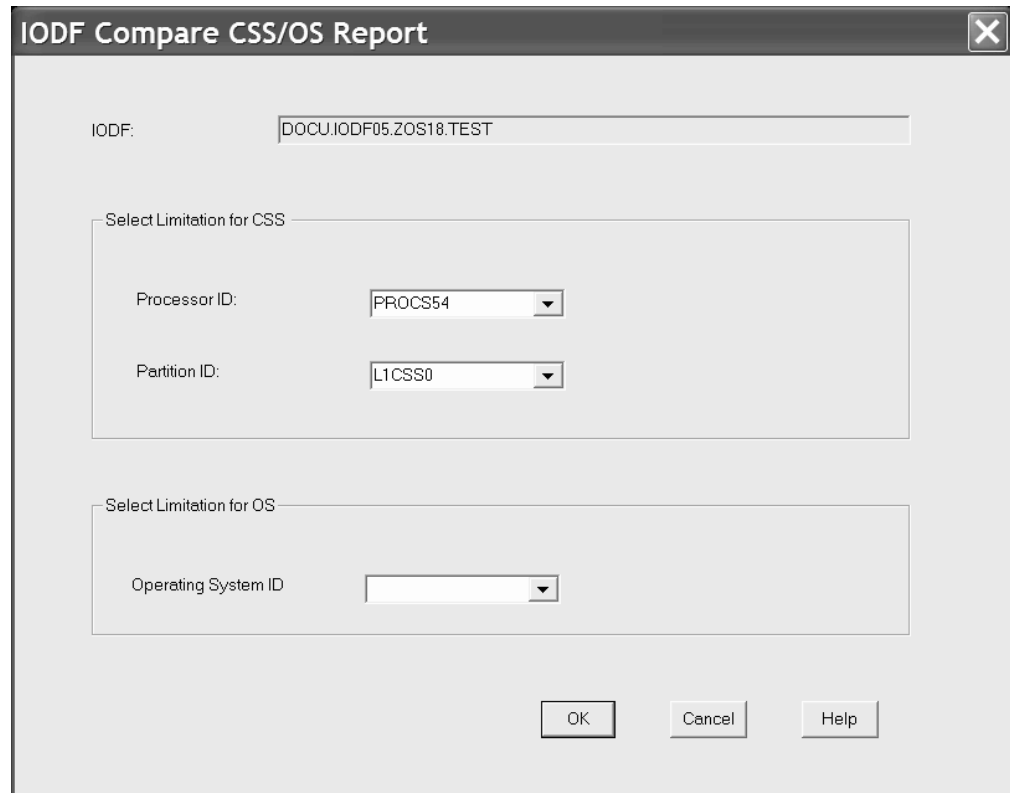 IODF Compare CSS/OS Report
IODF: DOCU.IODF05.ZOS18.TEST
Select Limitation for CSS
Processor ID: PROCS54
Partition ID: L1CSS0
Select Limitation for OS
Operating System ID
OK Cancel Help